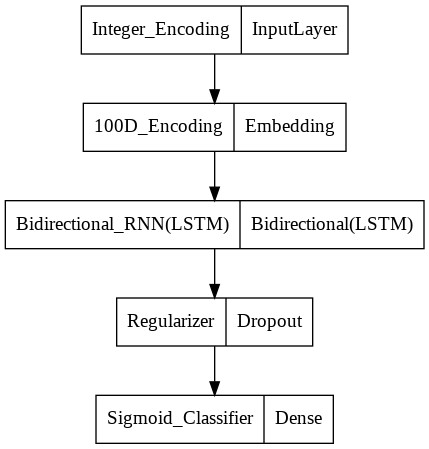 Integer_Encoding InputLayer
100D_Encoding Embedding
Bidirectional_RNN(LSTM) Bidirectional(LSTM)
Regularizer Dropout
Sigmoid_Classifier Dense